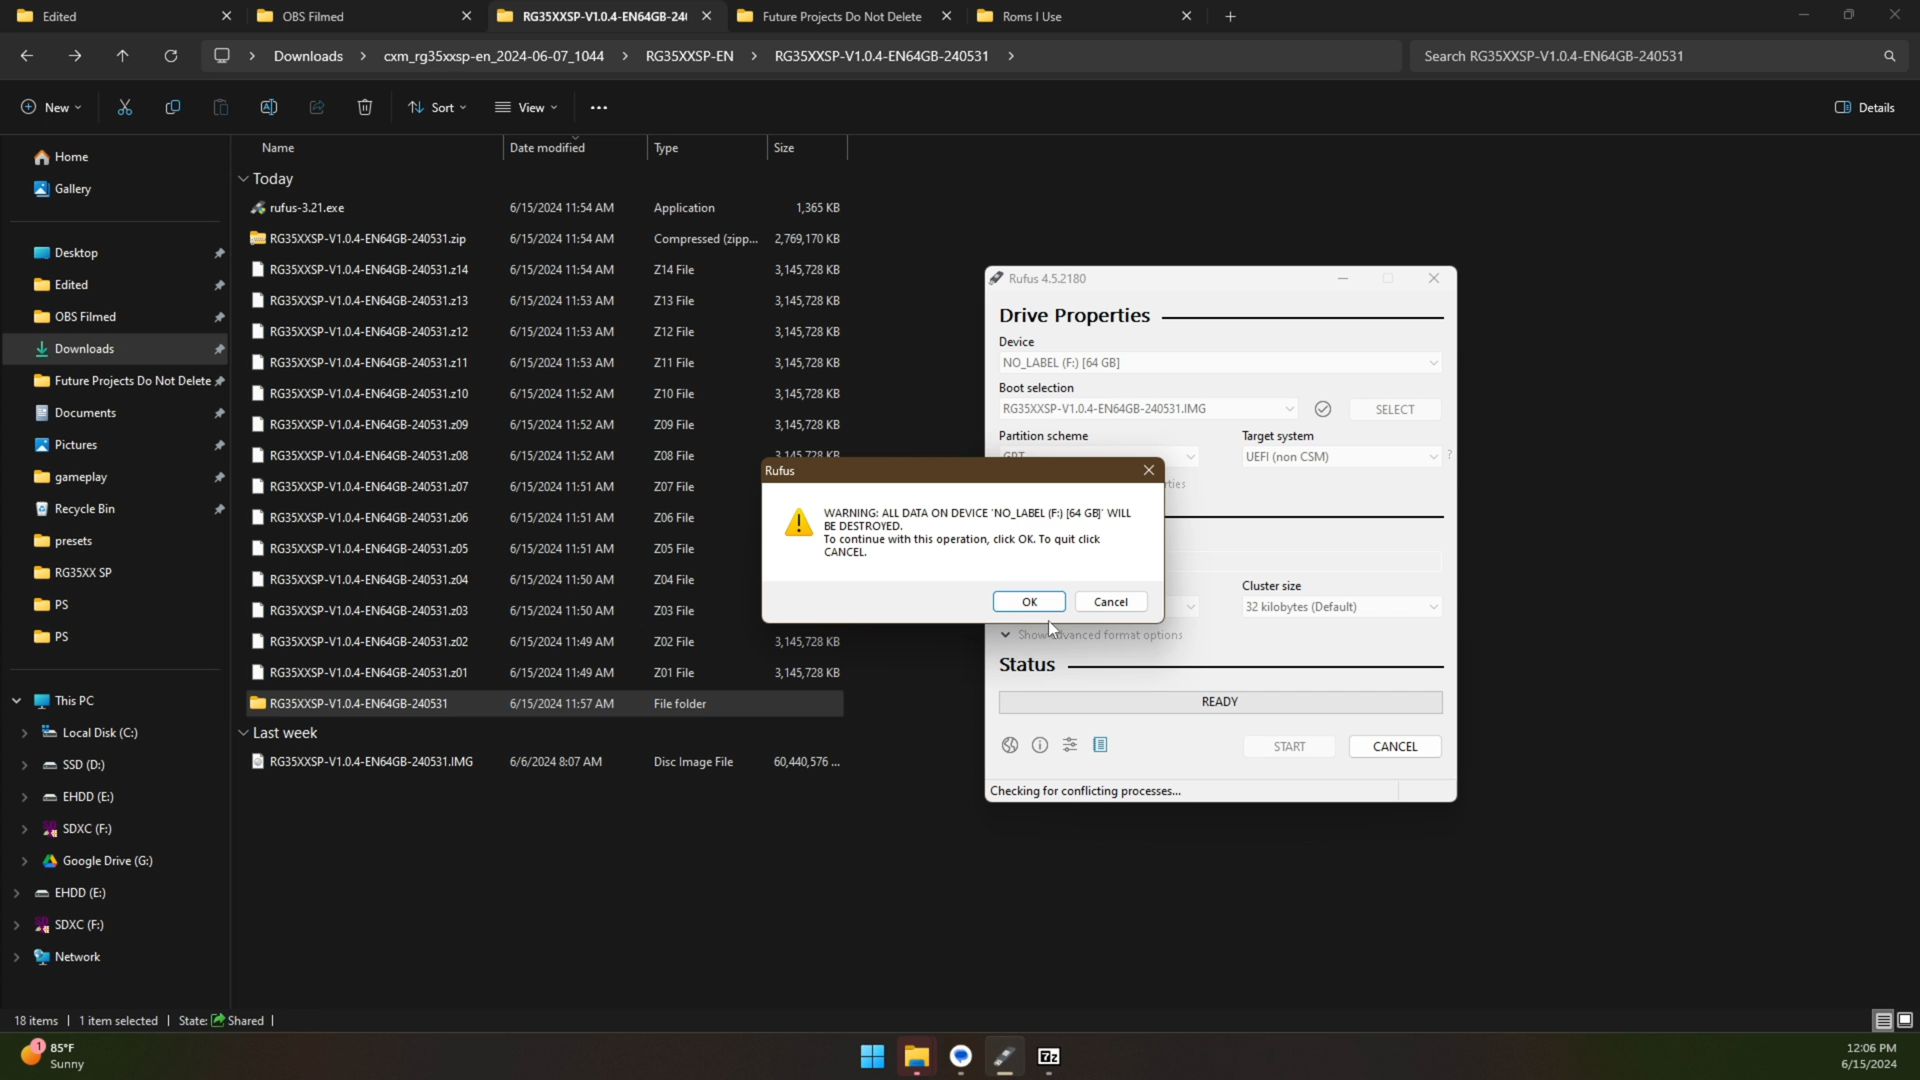 Edited
OBS Filmed
RG35XXSP-V1.0.4-EN64GB-24
Future Projects Do Not Delete
Roms I Use
Downloads > cxm_rg35xxsp-en_2024-06-07_1044 > RG35XXSP-EN > RG35XXSP-V1.0.4-EN64GB-240531 >
Search RG35XXSP-V1.0.4-EN64GB-240531
New
Sort
View
Details
Name Date modified Type Size
Home
Gallery
Desktop
Edited
OBS Filmed
Downloads
Future Projects Do Not Delete
Documents
Pictures
gameplay
Recycle Bin
presets
RG35XX SP
PS
PS
This PC
Local Disk (C:)
SSD (D:)
EHDD (E:)
SDXC (F:)
Google Drive (G:)
EHDD (E:)
SDXC (F:)
Network
Today
rufus-3.21.exe 6/15/2024 11:54 AM Application 1,365 KB
RG35XXSP-V1.0.4-EN64GB-240531.zip 6/15/2024 11:54 AM Compressed (zipp... 2,769,170 KB
RG35XXSP-V1.0.4-EN64GB-240531.z14 6/15/2024 11:54 AM Z14 File 3,145,728 KB
RG35XXSP-V1.0.4-EN64GB-240531.z13 6/15/2024 11:53 AM Z13 File 3,145,728 KB
RG35XXSP-V1.0.4-EN64GB-240531.z12 6/15/2024 11:53 AM Z12 File 3,145,728 KB
RG35XXSP-V1.0.4-EN64GB-240531.z11 6/15/2024 11:53 AM Z11 File 3,145,728 KB
RG35XXSP-V1.0.4-EN64GB-240531.z10 6/15/2024 11:52 AM Z10 File 3,145,728 KB
RG35XXSP-V1.0.4-EN64GB-240531.z09 6/15/2024 11:52 AM Z09 File 3,145,728 KB
RG35XXSP-V1.0.4-EN64GB-240531.z08 6/15/2024 11:52 AM Z08 File 3,145,728 KB
RG35XXSP-V1.0.4-EN64GB-240531.z07 6/15/2024 11:51 AM Z07 File
RG35XXSP-V1.0.4-EN64GB-240531.z06 6/15/2024 11:51 AM Z06 File
RG35XXSP-V1.0.4-EN64GB-240531.z05 6/15/2024 11:51 AM Z05 File
RG35XXSP-V1.0.4-EN64GB-240531.z04 6/15/2024 11:50 AM Z04 File
RG35XXSP-V1.0.4-EN64GB-240531.z03 6/15/2024 11:50 AM Z03 File
RG35XXSP-V1.0.4-EN64GB-240531.z02 6/15/2024 11:49 AM Z02 File 3,145,728 KB
RG35XXSP-V1.0.4-EN64GB-240531.z01 6/15/2024 11:49 AM Z01 File 3,145,728 KB
RG35XXSP-V1.0.4-EN64GB-240531 6/15/2024 11:57 AM File folder
Last week
RG35XXSP-V1.0.4-EN64GB-240531.IMG 6/6/2024 8:07 AM Disc Image File 60,440,576 ...
Rufus 4.5.2180
Drive Properties
Device
NO_LABEL (F:) [64 GB]
Boot selection
RG35XXSP-V1.0.4-EN64GB-240531.IMG SELECT
Partition scheme Target system
GPT UEFI (non CSM) ?
rties
Rufus
WARNING: ALL DATA ON DEVICE 'NO_LABEL (F:) [64 GB]' WILL
BE DESTROYED.
To continue with this operation, click OK. To quit click
CANCEL.
OK Cancel
Cluster size
32 kilobytes (Default)
Show advanced format options
Status
READY
START CANCEL
Checking for conflicting processes...
18 items | 1 item selected | State: Shared |
1
85°F
Sunny
7z
12:06 PM
6/15/2024